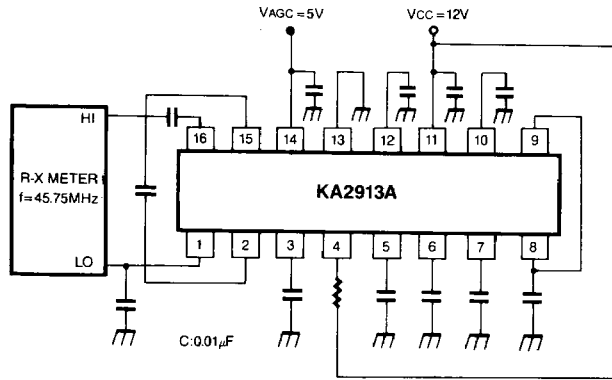 VAGC=5V
VCC=12V
HI
R-X METER
f=45.75MHz
LO
16 15 14 13 12 11 10 9
KA2913A
1 2 3 4 5 6 7 8
C:0.01μF